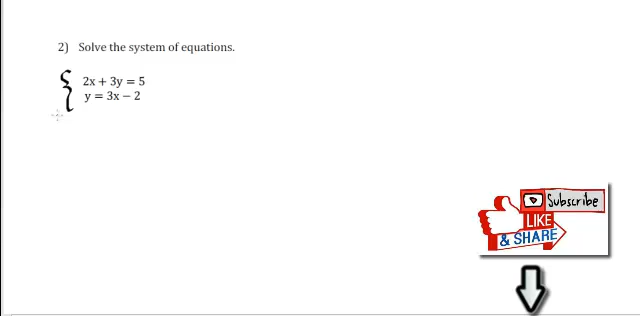 2) Solve the system of equations.
2x + 3y = 5
y = 3x − 2
Subscribe
LIKE
& SHARE